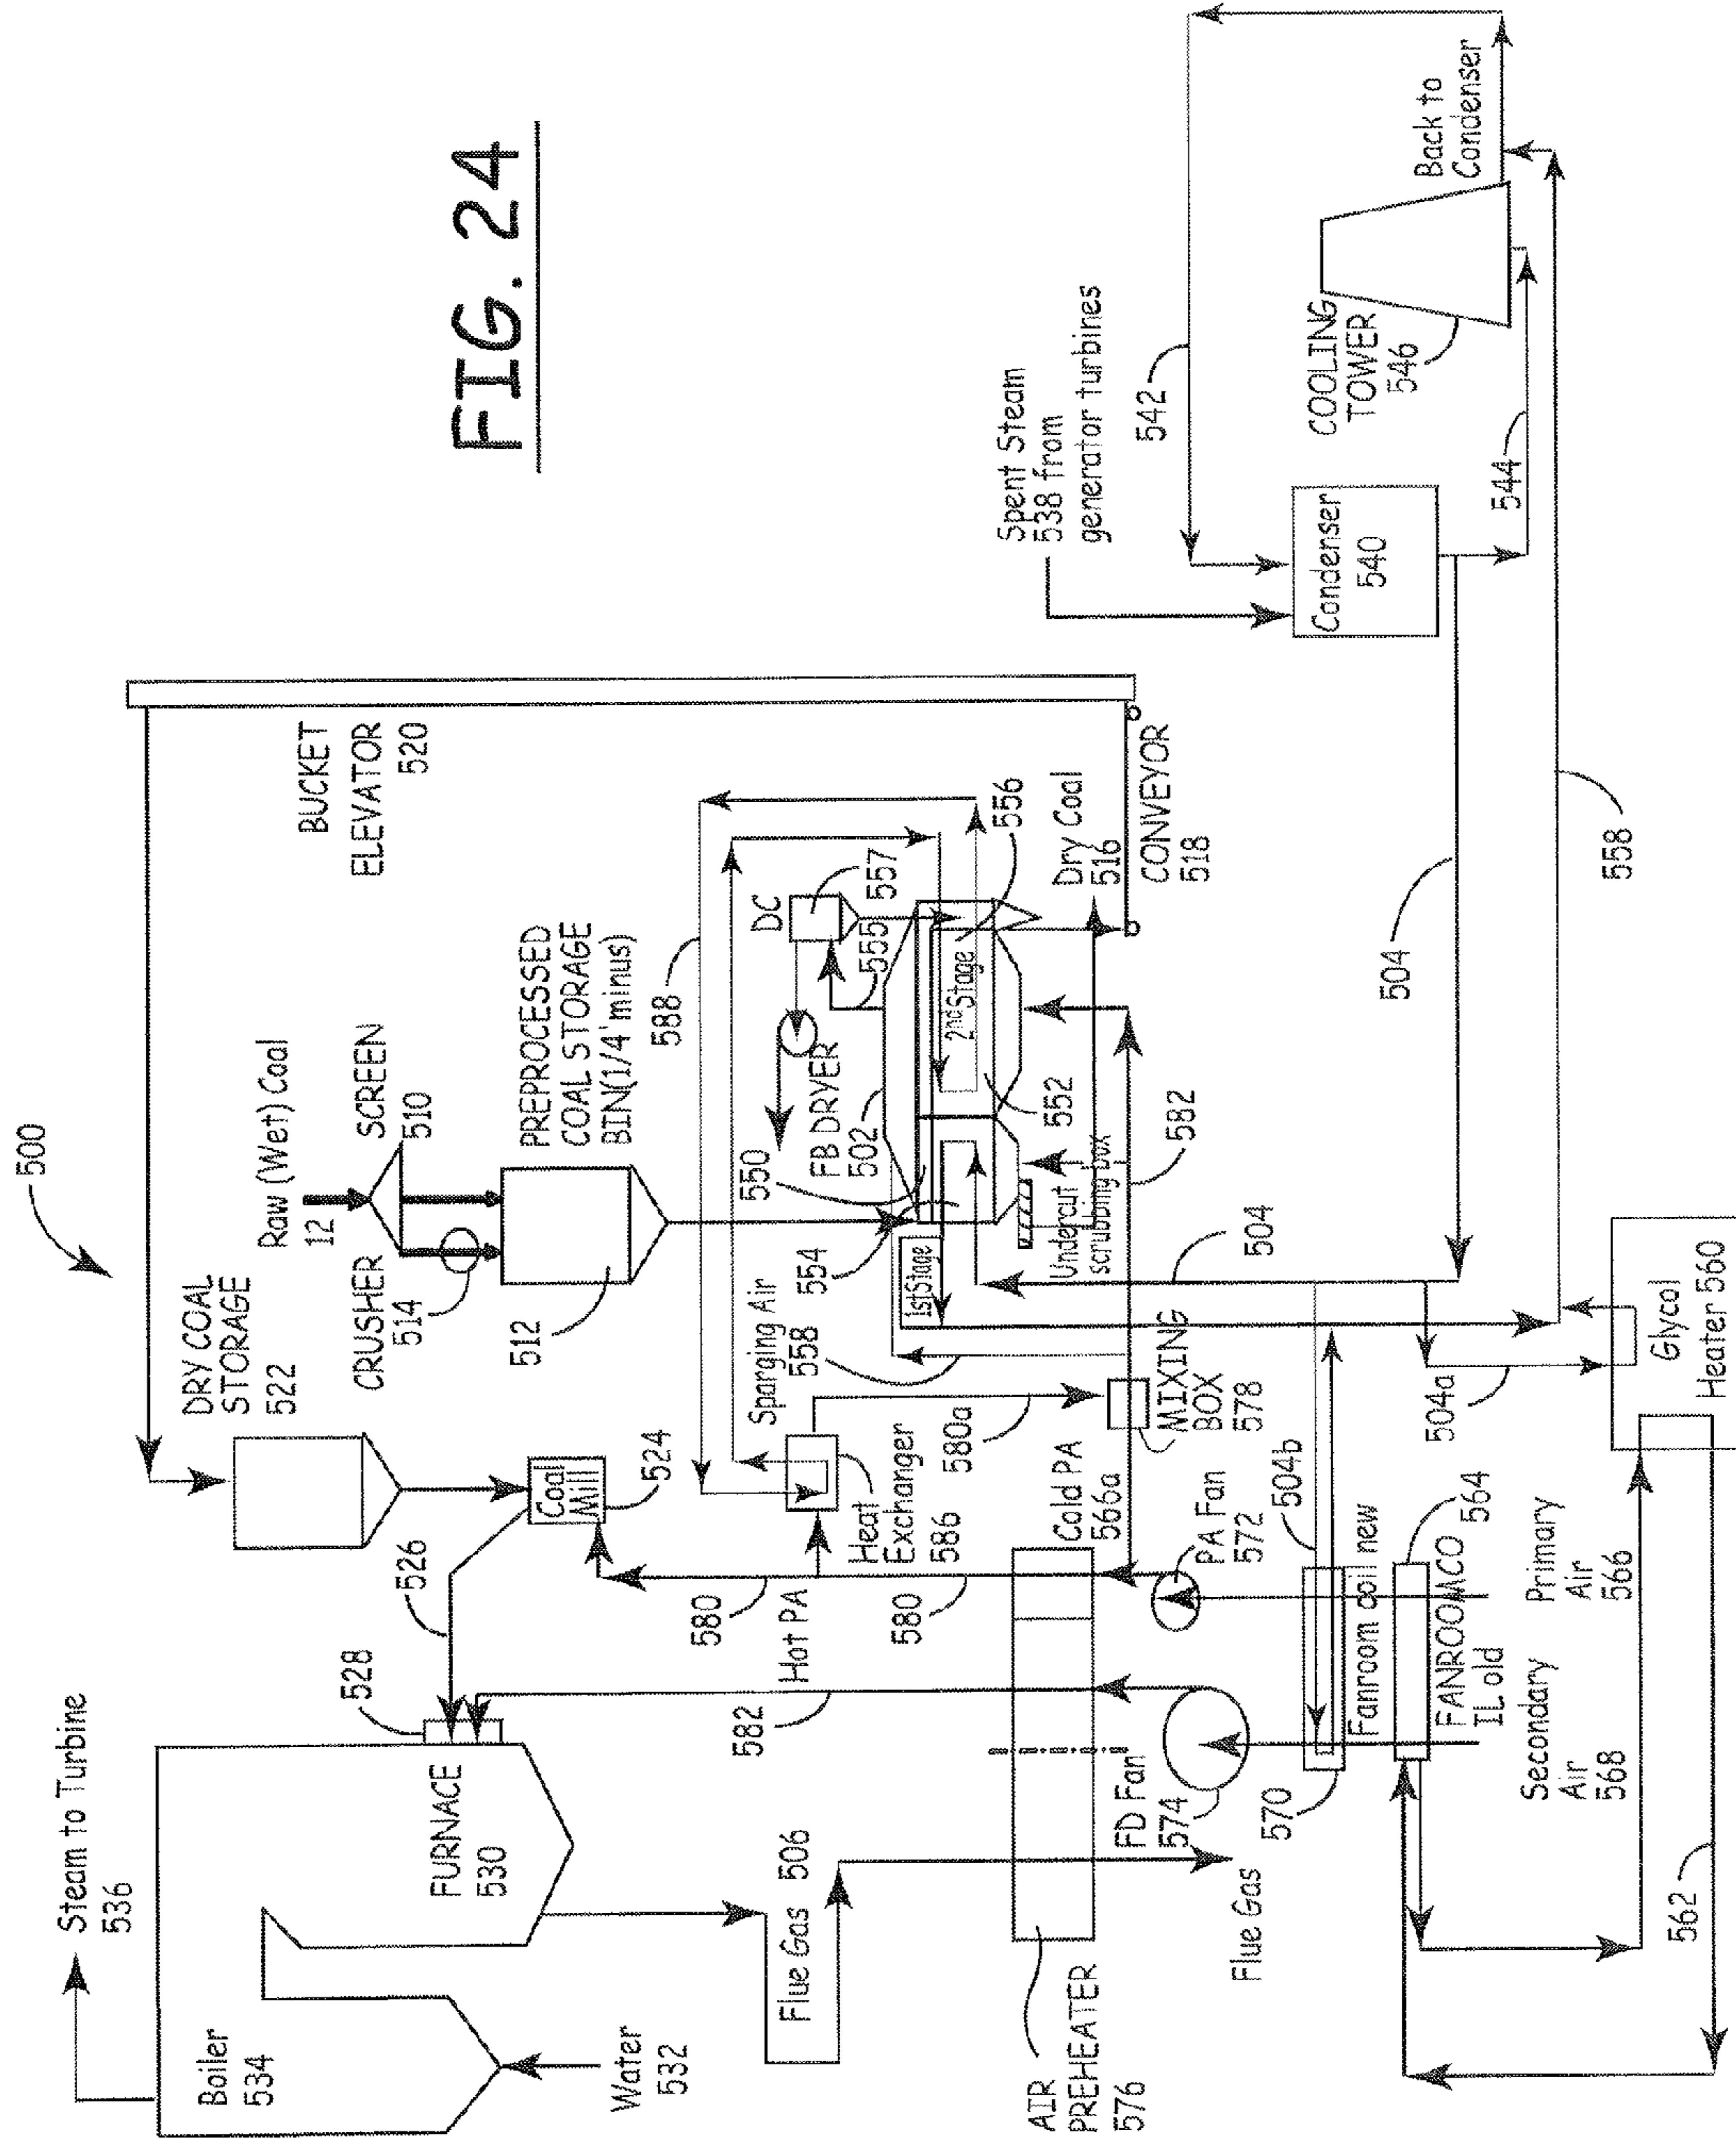 FIG. 24
500
Steam to Turbine
536
Boiler
534
Water
532
FURNACE
530
528
526
DRY COAL
STORAGE
522
Coal
Mill
524
CRUSHER
514
Raw (Wet) Coal
12
SCREEN
510
512
PREPROCESSED
COAL STORAGE
BIN(1/4'minus)
BUCKET
ELEVATOR
520
588
DC
557
555
FB DRYER
502
550
554
1st Stage
2nd Stage
552
556
Dry Coal
516
CONVEYOR
518
Undercut
scrubbing box
582
504
Sparging Air
558
Heat
Exchanger
586
580a
MIXING
BOX
578
Hot PA
580
580
582
Flue Gas 506
Cold PA
566a
PA Fan
572
FD Fan
574
AIR
PREHEATER
576
Flue Gas
504b
570
Fanroom coil new
FANROOMCO
IL old
564
Primary
Air
566
Secondary
Air
568
562
504a
Glycol
Heater 560
504
558
Spent Steam
538 from
generator turbines
Condenser
540
542
544
COOLING
TOWER
546
Back to
Condenser